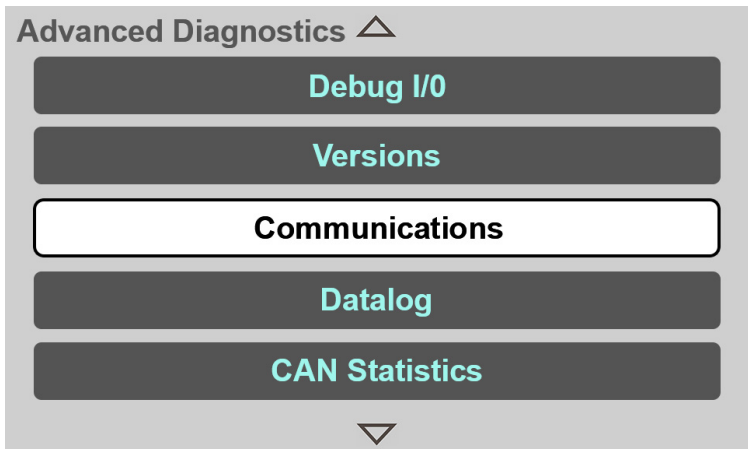 Advanced Diagnostics
Debug I/0
Versions
Communications
Datalog
CAN Statistics